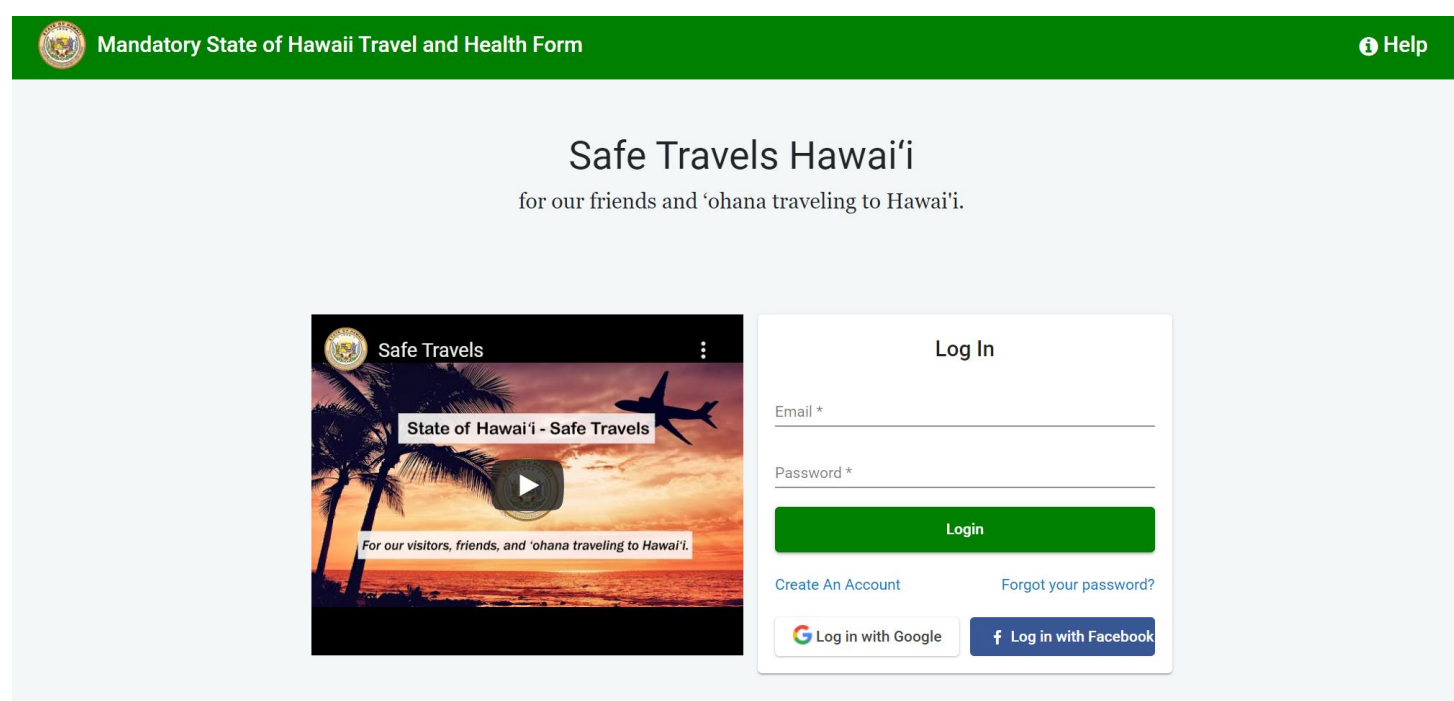 Mandatory State of Hawaii Travel and Health Form
Help
Safe Travels Hawaiʻi
for our friends and ‘ohana traveling to Hawai'i.
Safe Travels
State of Hawaiʻi - Safe Travels
For our visitors, friends, and ‘ohana traveling to Hawaiʻi.
Log In
Email *
Password *
Login
Create An Account Forgot your password?
Log in with Google Log in with Facebook